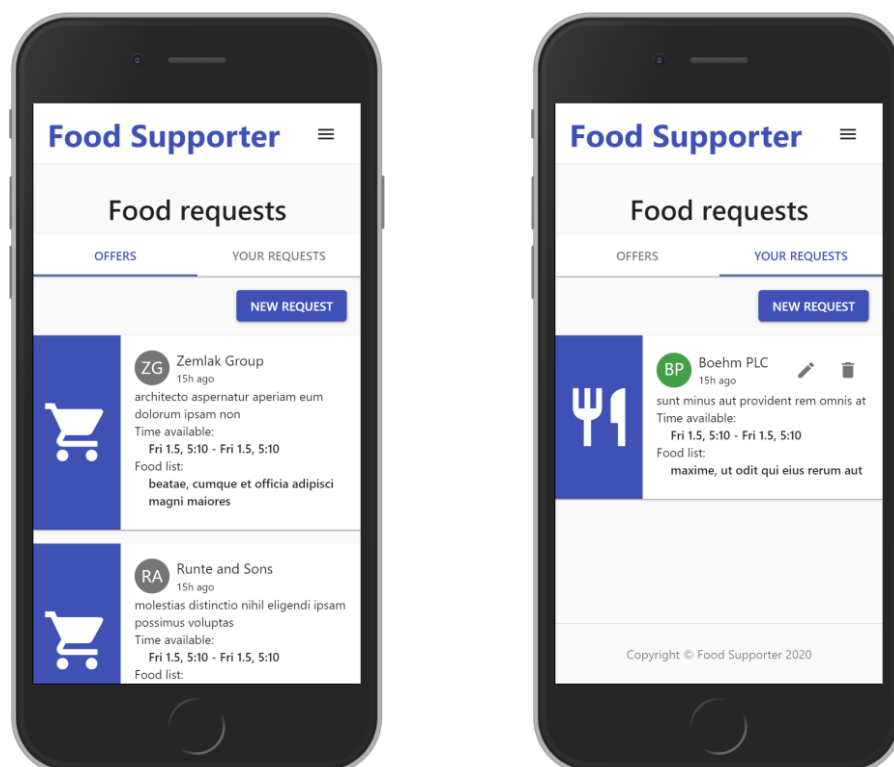 Food Supporter
Food requests
OFFERS YOUR REQUESTS
NEW REQUEST
ZG Zemlak Group
15h ago
architecto aspernatur aperiam eum
dolorum ipsam non
Time available:
Fri 1.5, 5:10 - Fri 1.5, 5:10
Food list:
beatae, cumque et officia adipisci
magni maiores
RA Runte and Sons
15h ago
molestias distinctio nihil eligendi ipsam
possimus voluptas
Time available:
Fri 1.5, 5:10 - Fri 1.5, 5:10
Food list:
Food Supporter
Food requests
OFFERS YOUR REQUESTS
NEW REQUEST
BP Boehm PLC
15h ago
sunt minus aut provident rem omnis at
Time available:
Fri 1.5, 5:10 - Fri 1.5, 5:10
Food list:
maxime, ut odit qui eius rerum aut
Copyright © Food Supporter 2020